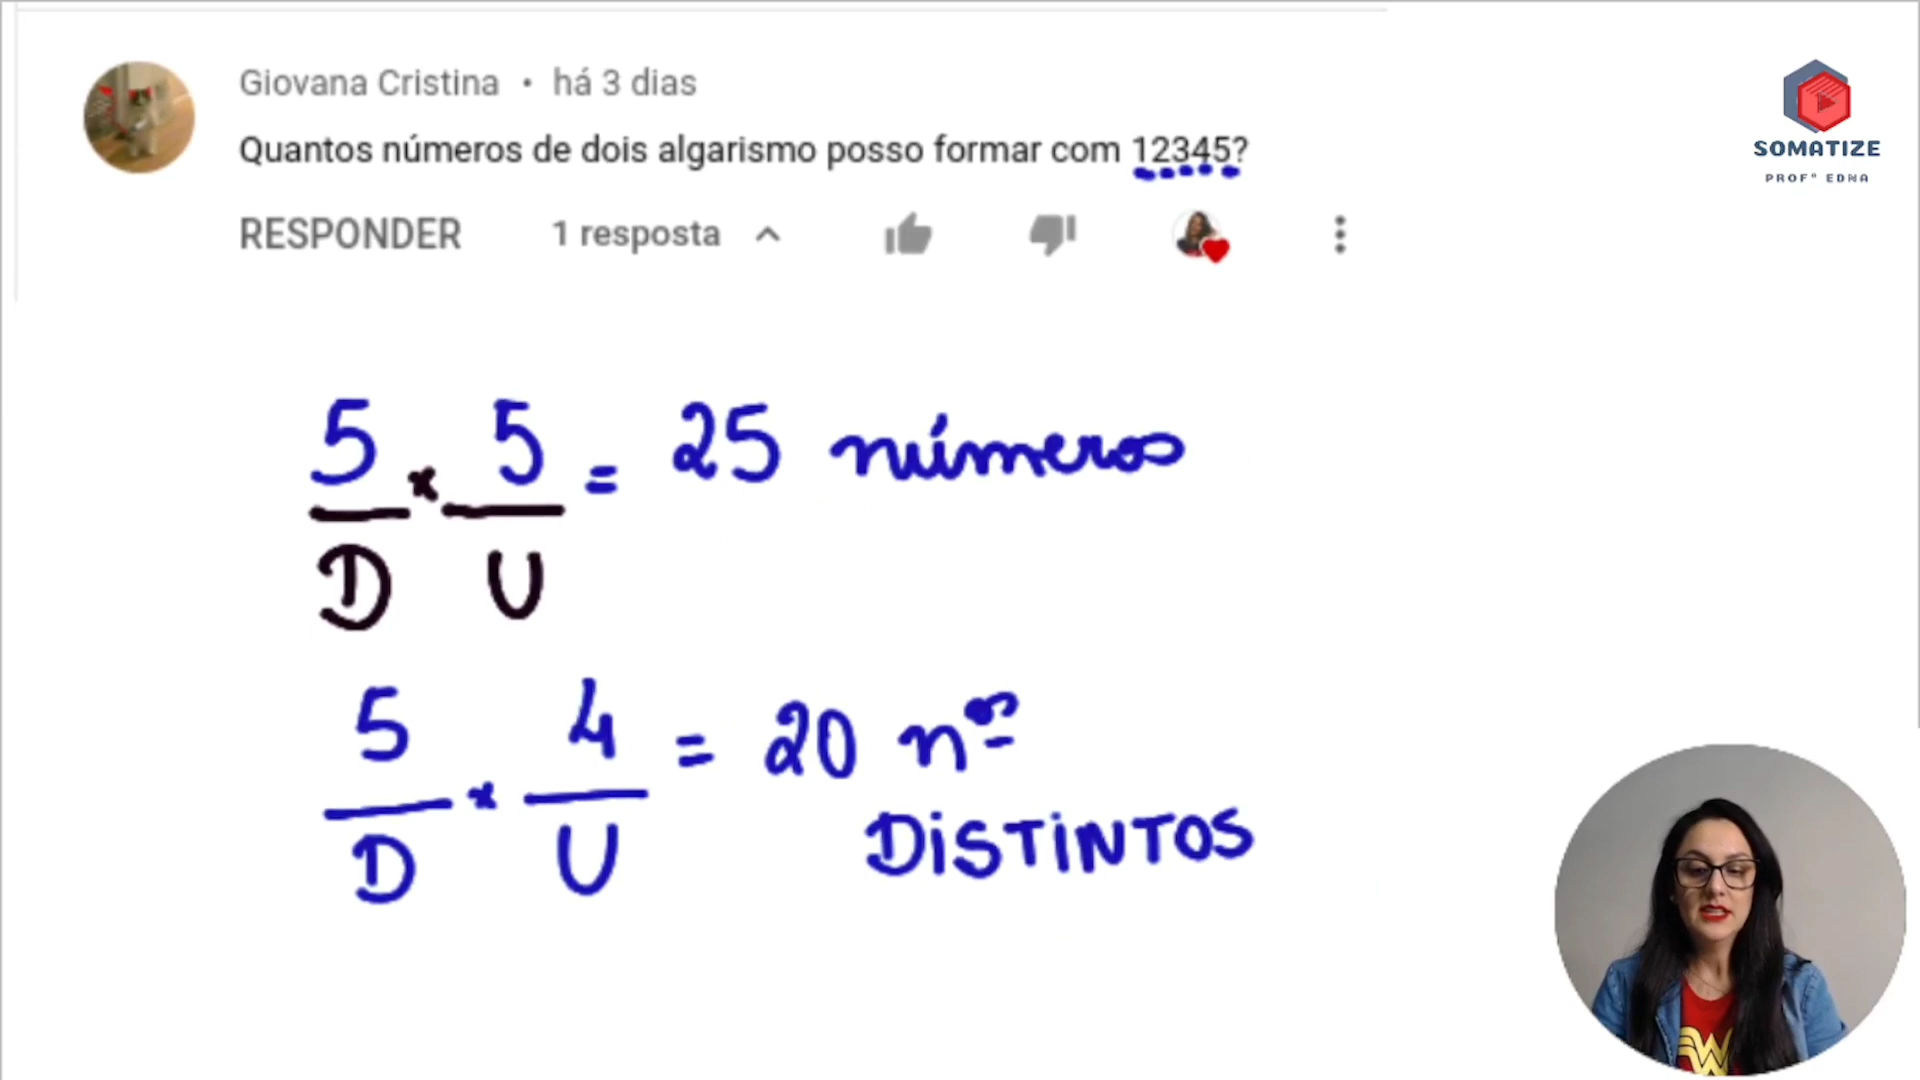 Giovana Cristina • há 3 dias
Quantos números de dois algarismo posso formar com 12345?
RESPONDER 1 resposta
SOMATIZE
PROFª EDNA
5 x 5 = 25 números
D U
5 x 4 = 20 nºs
D U
DiSTiNTOS
W